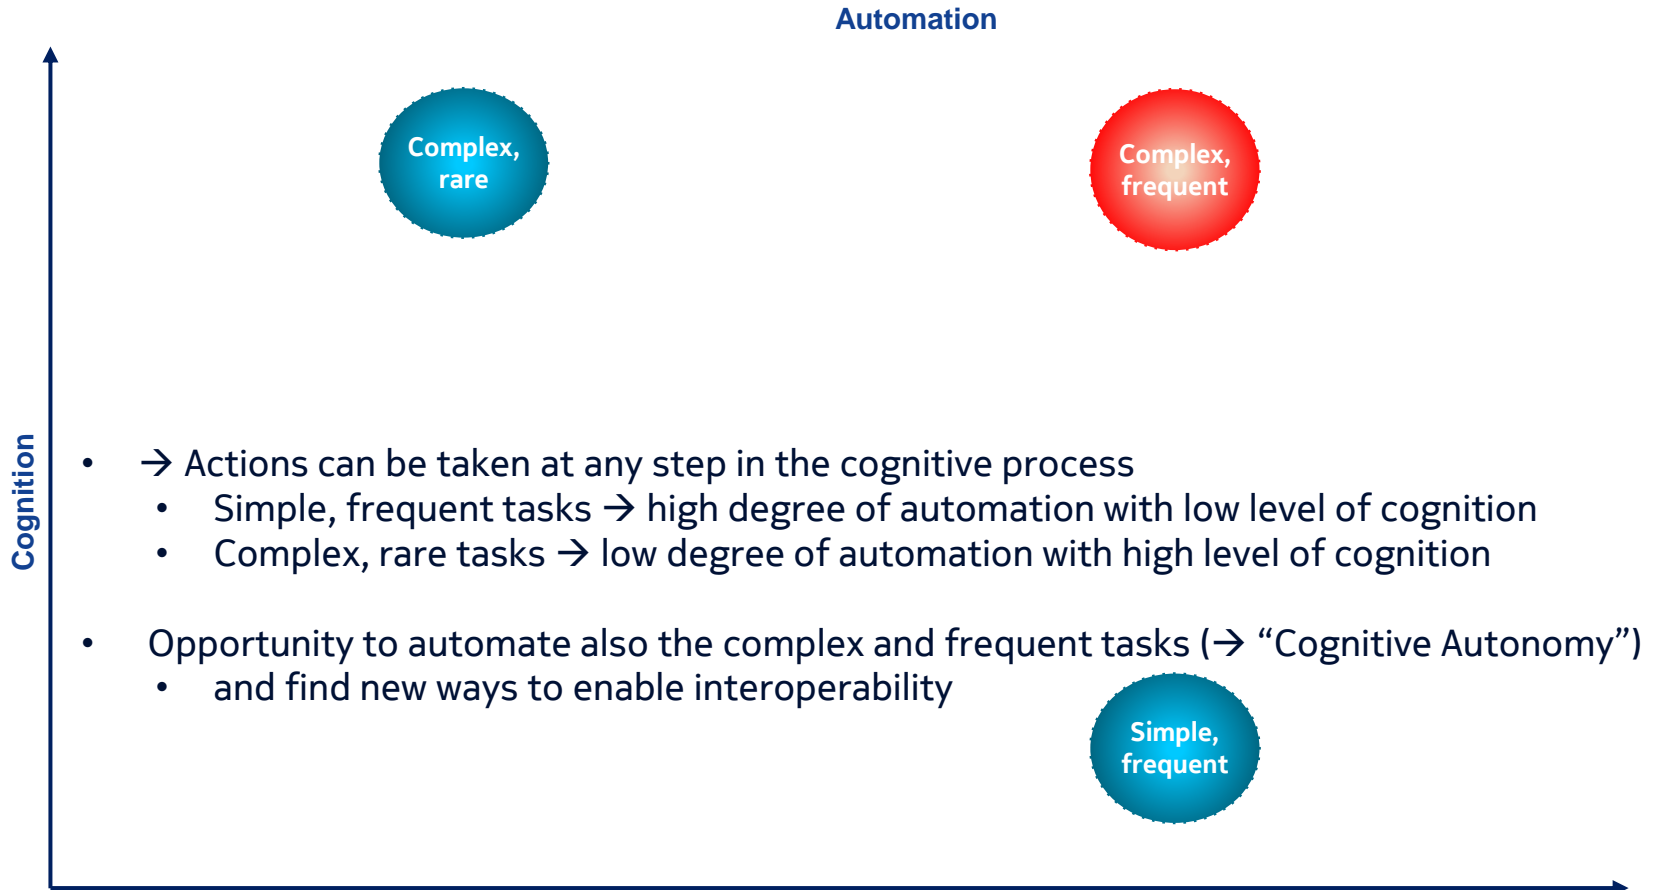 Automation
Complex,
rare
Complex,
frequent
Cognition
• → Actions can be taken at any step in the cognitive process
• Simple, frequent tasks → high degree of automation with low level of cognition
• Complex, rare tasks → low degree of automation with high level of cognition
• Opportunity to automate also the complex and frequent tasks (→ “Cognitive Autonomy”)
• and find new ways to enable interoperability
Simple,
frequent